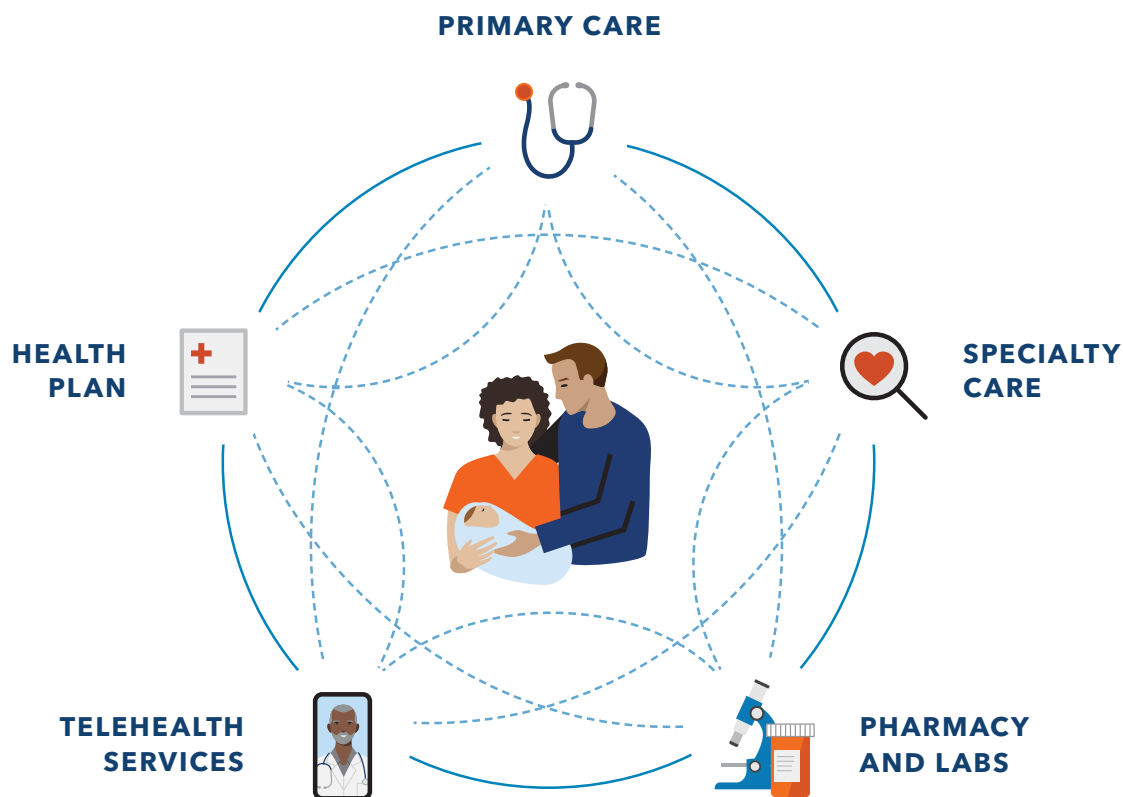 PRIMARY CARE
HEALTH
PLAN
SPECIALTY
CARE
TELEHEALTH
SERVICES
PHARMACY
AND LABS